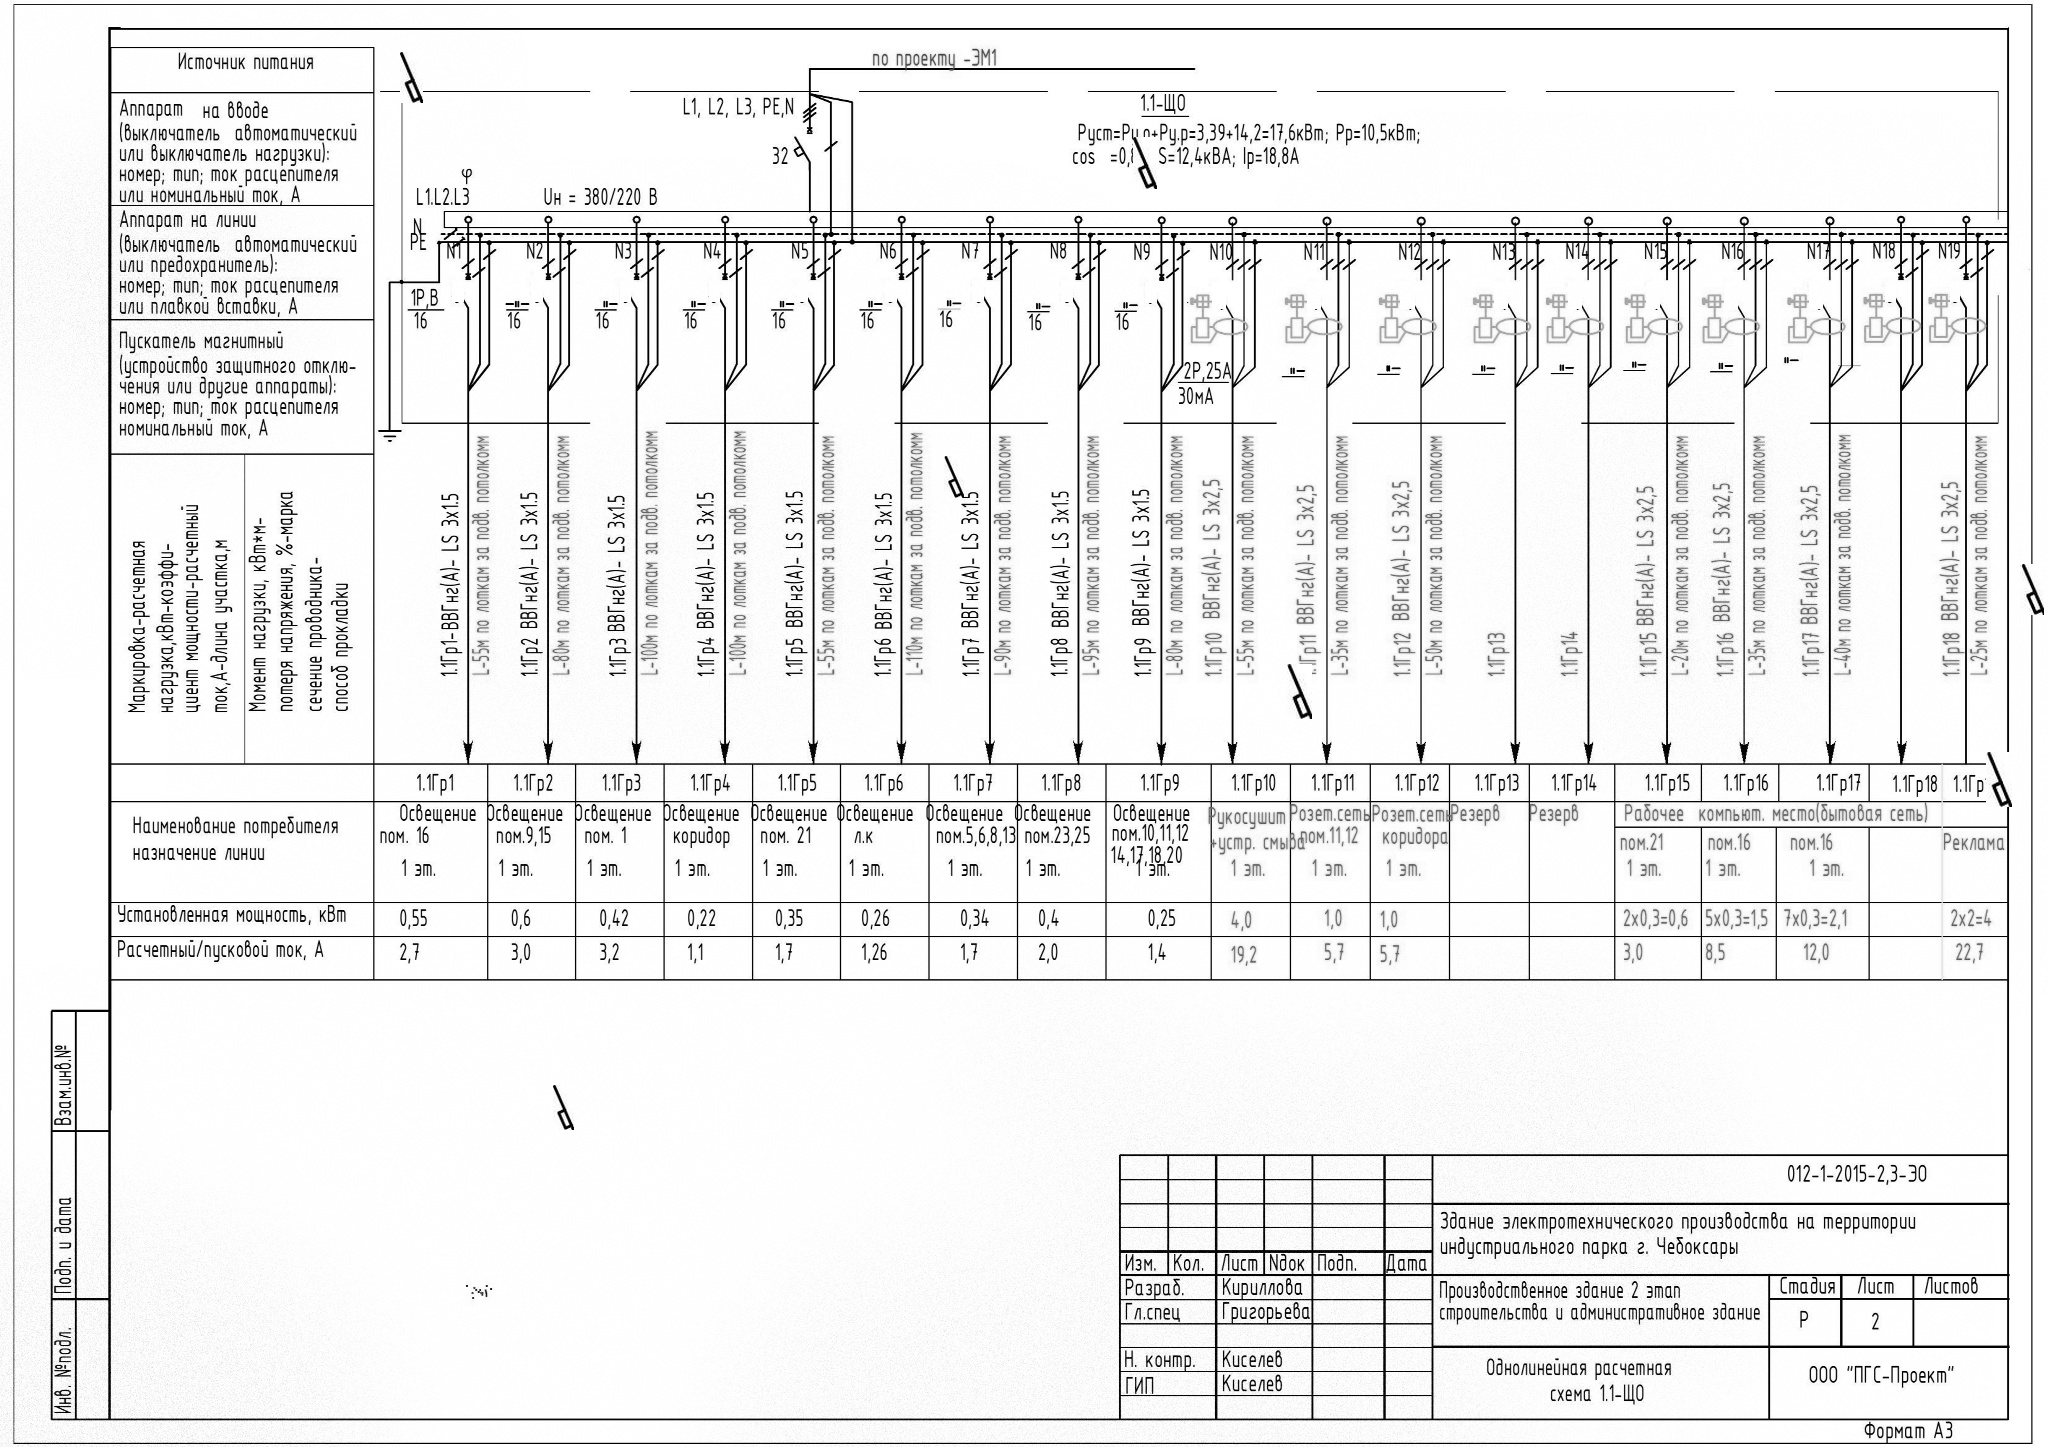 Источник питания
по проекту -ЭМ1
Аппарат на вводе
(выключатель автоматический
или выключатель нагрузки):
номер; тип; ток расцепителя
или номинальный ток, А
L1, L2, L3, PE,N
32
1.1-ЩО
+Ру.р=3,39+14,2=17,6кВт; Рр=10,5кВт;
cos S=12,4кВА; Ip=18,8А
φ
L1.L2.L3
Uн = 380/220 В
N
PE
Аппарат на линии
(выключатель автоматический
или предохранитель):
номер; тип; ток расцепителя
или плавкой вставки, А
N1 N2 N3 N4 N5 N6 N7 N8 N9 N10 N11 N12 N13 N14 N15 N16 N17 N18 N19
1Р,В
16
-"- 16
-"- 16
-"- 16
-"- 16
-"- 16
-"- 16
-"- 16
-"- 16
Пускатель магнитный
(устройство защитного отклю-
чения или другие аппараты):
номер; тип; ток расцепителя
номинальный ток, А
2Р,25А
30мА
-"- -"- -"- -"- -"- -"- -"-
Маркировка-расчетная
нагрузка,кВт-коэффи-
циент мощности-расчетный
ток,А-длина участка,м
Момент нагрузки, кВт*м-
потеря напряжения, %-марка
сечение проводника-
способ прокладки
1.1Гр1-ВВГнг(А)- LS 3х1.5
L-55м по лоткам за подв. потолкомм
1.1Гр2 ВВГнг(А)- LS 3х1.5
L-80м по лоткам за подв. потолкомм
1.1Гр3 ВВГнг(А)- LS 3х1.5
L-100м по лоткам за подв. потолкомм
1.1Гр4 ВВГнг(А)- LS 3х1.5
L-100м по лоткам за подв. потолкомм
1.1Гр5 ВВГнг(А)- LS 3х1.5
L-55м по лоткам за подв. потолкомм
1.1Гр6 ВВГнг(А)- LS 3х1.5
L-110м по лоткам за подв. потолкомм
1.1Гр7 ВВГнг(А)- LS 3х1.5
L-90м по лоткам за подв. потолкомм
1.1Гр8 ВВГнг(А)- LS 3х1.5
L-95м по лоткам за подв. потолкомм
1.1Гр9 ВВГнг(А)- LS 3х1.5
L-80м по лоткам за подв. потолкомм
1.1Гр10 ВВГнг(А)- LS 3х2,5
L-55м по лоткам за подв. потолкомм
1Гр11 ВВГнг(А)- LS 3х2,5
L-35м по лоткам за подв. потолкомм
1.1Гр12 ВВГнг(А)- LS 3х2,5
L-50м по лоткам за подв. потолкомм
1.1Гр13
1.1Гр14
1.1Гр15 ВВГнг(А)- LS 3х2,5
L-20м по лоткам за подв. потолкомм
1.1Гр16 ВВГнг(А)- LS 3х2,5
L-35м по лоткам за подв. потолкомм
1.1Гр17 ВВГнг(А)- LS 3х2,5
L-40м по лоткам за подв. потолкомм
1.1Гр18 ВВГнг(А)- LS 3х2,5
L-25м по лоткам за подв. потолкомм
1.1Гр1 1.1Гр2 1.1Гр3 1.1Гр4 1.1Гр5 1.1Гр6 1.1Гр7 1.1Гр8 1.1Гр9 1.1Гр10 1.1Гр11 1.1Гр12 1.1Гр13 1.1Гр14 1.1Гр15 1.1Гр16 1.1Гр17 1.1Гр18 1.1Гр
Наименование потребителя
назначение линии
Освещение
пом. 16
1 эт.
Освещение
пом.9,15
1 эт.
Освещение
пом. 1
1 эт.
Освещение
коридор
1 эт.
Освещение
пом. 21
1 эт.
Освещение
л.к
1 эт.
Освещение
пом.5,6,8,13
1 эт.
Освещение
пом.23,25
1 эт.
Освещение
пом.10,11,12
14,17,18,20
1 эт.
Рукосушит
+устр. смыва
1 эт.
Розет.сеть
пом.11,12
1 эт.
Розет.сеть
коридора
1 эт.
Резерв
Резерв
Рабочее компьют. место(бытовая сеть)
пом.21
1 эт.
пом.16
1 эт.
пом.16
1 эт.
Реклама
Установленная мощность, кВт 0,55 0,6 0,42 0,22 0,35 0,26 0,34 0,4 0,25 4,0 1,0 1,0 2х0,3=0,6 5х0,3=1,5 7х0,3=2,1 2х2=4
Расчетный/пусковой ток, А 2,7 3,0 3,2 1,1 1,7 1,26 1,7 2,0 1,4 19,2 5,7 5,7 3,0 8,5 12,0 22,7
Взам.инв.№
Подп. и дата
Инв. №подл.
012-1-2015-2,3-ЭО
Здание электротехнического производства на территории
индустриального парка г. Чебоксары
Изм. Кол. Лист Nдок Подп. Дата
Разраб. Кириллова
Гл.спец Григорьева
Н. контр. Киселев
ГИП Киселев
Производственное здание 2 этап
строительства и административное здание
Стадия Лист Листов
Р 2
Однолинейная расчетная
схема 1.1-ЩО
ООО "ПГС-Проект"
Формат А3